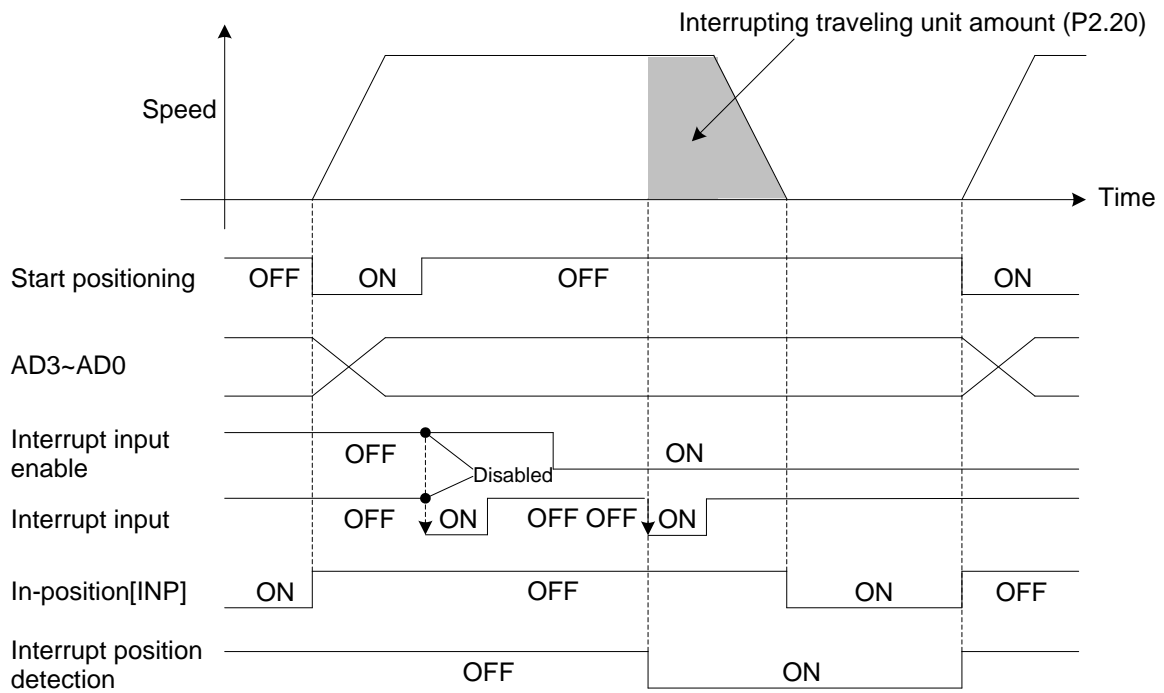 Interrupting traveling unit amount (P2.20)
Speed
Time
Start positioning OFF ON OFF ON
AD3~AD0
Interrupt input
enable
OFF ON
Disabled
Interrupt input OFF ON OFF OFF ON
In-position[INP] ON OFF ON OFF
Interrupt position
detection
OFF ON